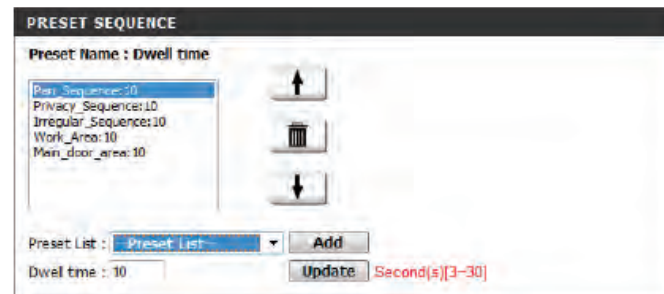 PRESET SEQUENCE
Preset Name : Dwell time
Pan_Sequence:10
Privacy_Sequence:10
Irregular_Sequence:10
Work_Area:10
Main_door_area:10
Preset List : --Preset List-- Add
Dwell time : 10 Update Second(s)[3~30]